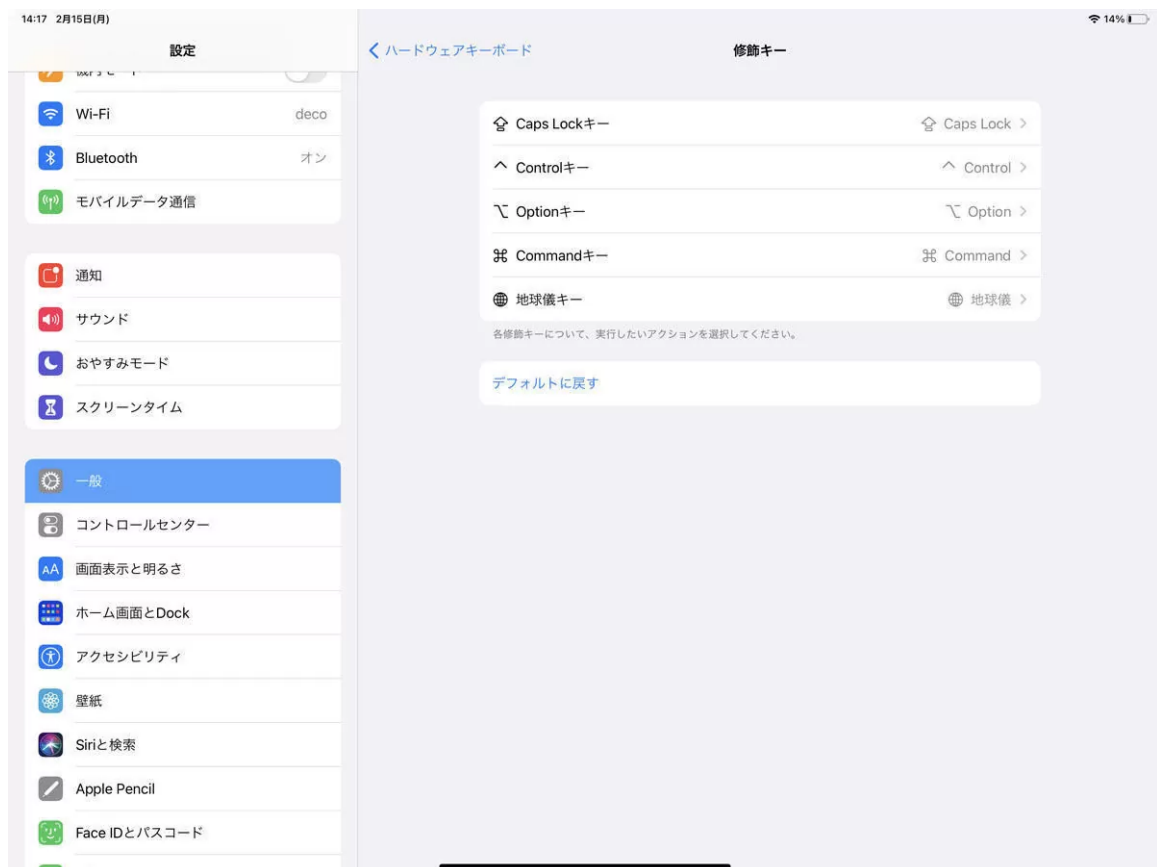 14:17 2月15日(月)
14%
設定
Wi-Fi
deco
Bluetooth
オン
モバイルデータ通信
通知
サウンド
おやすみモード
スクリーンタイム
一般
コントロールセンター
AA 画面表示と明るさ
ホーム画面とDock
アクセシビリティ
壁紙
Siriと検索
Apple Pencil
Face IDとパスコード
ハードウェアキーボード
修飾キー
Caps Lockキー
Caps Lock
Controlキー
Control
Optionキー
Option
⌘ Commandキー
⌘ Command
地球儀キー
地球儀
各修飾キーについて、実行したいアクションを選択してください。
デフォルトに戻す